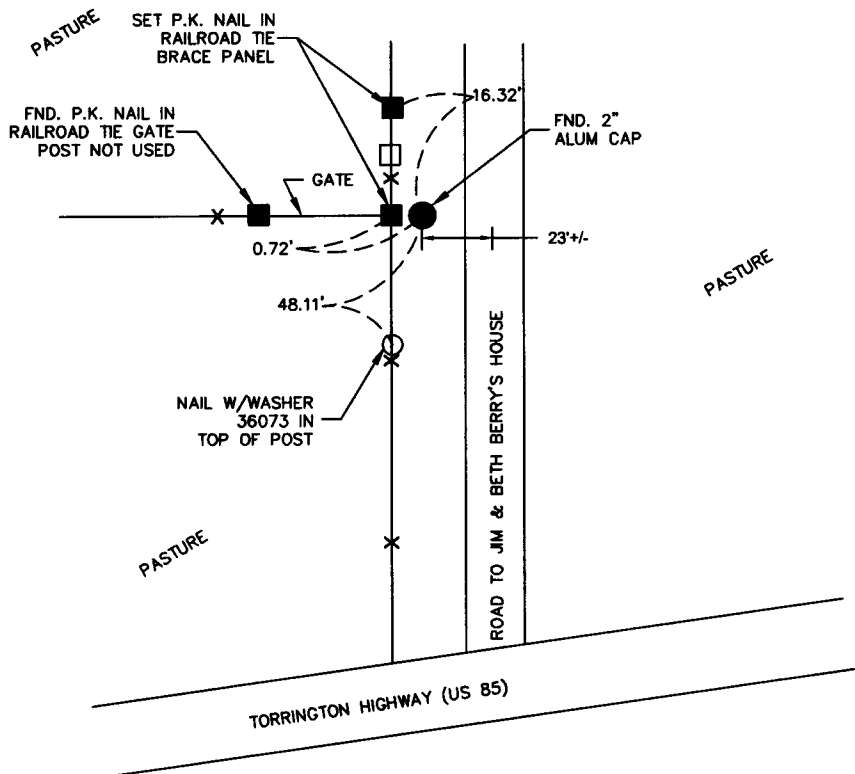 PASTURE
SET P.K. NAIL IN
RAILROAD TIE
BRACE PANEL
16.32'
FND. P.K. NAIL IN
RAILROAD TIE GATE
POST NOT USED
FND. 2"
ALUM CAP
GATE
0.72'
23'+/-
PASTURE
48.11'
NAIL W/WASHER
36073 IN
TOP OF POST
ROAD TO JIM & BETH BERRY'S HOUSE
PASTURE
TORRINGTON HIGHWAY (US 85)